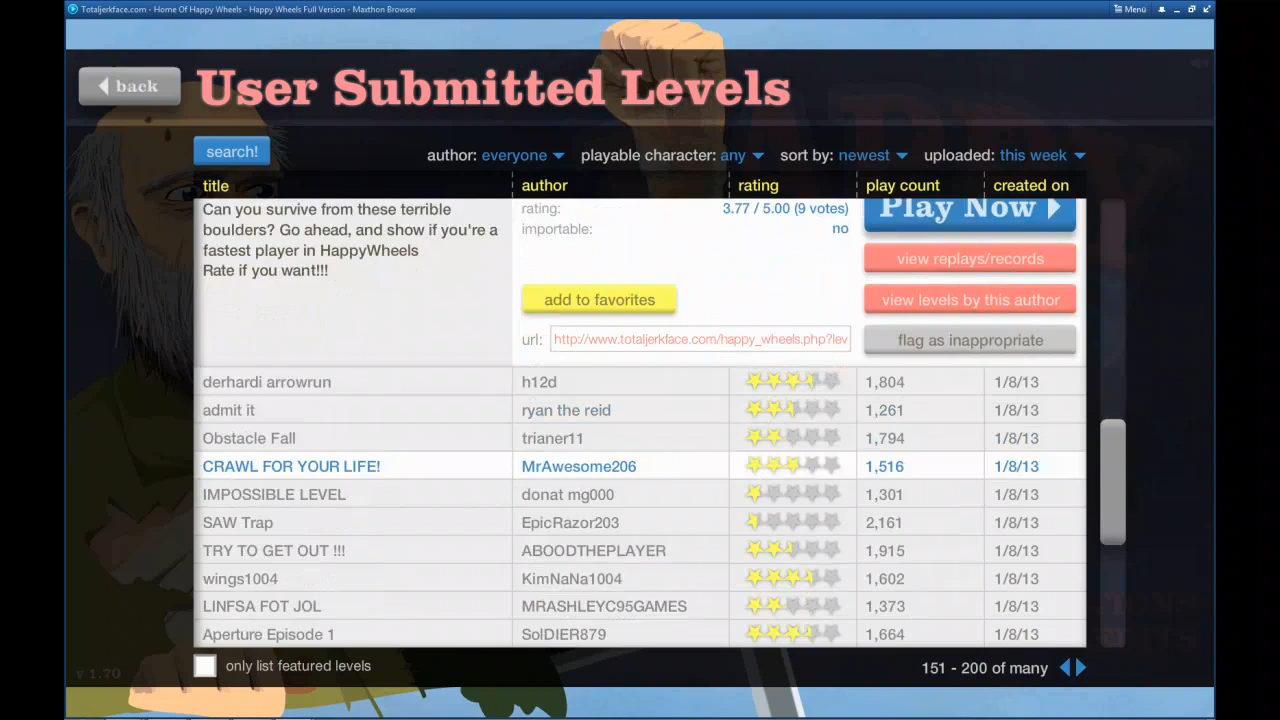 Totaljerkface.com - Home Of Happy Wheels - Happy Wheels Full Version - Maxthon Browser
Menü
back
User Submitted Levels
search!
author: everyone playable character: any sort by: newest uploaded: this week
title author rating play count created on
Can you survive from these terrible
boulders? Go ahead, and show if you're a
fastest player in HappyWheels
Rate if you want!!!
rating: 3.77 / 5.00 (9 votes)
importable: no
add to favorites
url: http://www.totaljerkface.com/happy_wheels.php?lev
Play Now
view replays/records
view levels by this author
flag as inappropriate
derhardi arrowrun h12d 1,804 1/8/13
admit it ryan the reid 1,261 1/8/13
Obstacle Fall trianer11 1,794 1/8/13
CRAWL FOR YOUR LIFE! MrAwesome206 1,516 1/8/13
IMPOSSIBLE LEVEL donat mg000 1,301 1/8/13
SAW Trap EpicRazor203 2,161 1/8/13
TRY TO GET OUT !!! ABOODTHEPLAYER 1,915 1/8/13
wings1004 KimNaNa1004 1,602 1/8/13
LINFSA FOT JOL MRASHLEYC95GAMES 1,373 1/8/13
Aperture Episode 1 SolDIER879 1,664 1/8/13
only list featured levels
151 - 200 of many
v 1.70